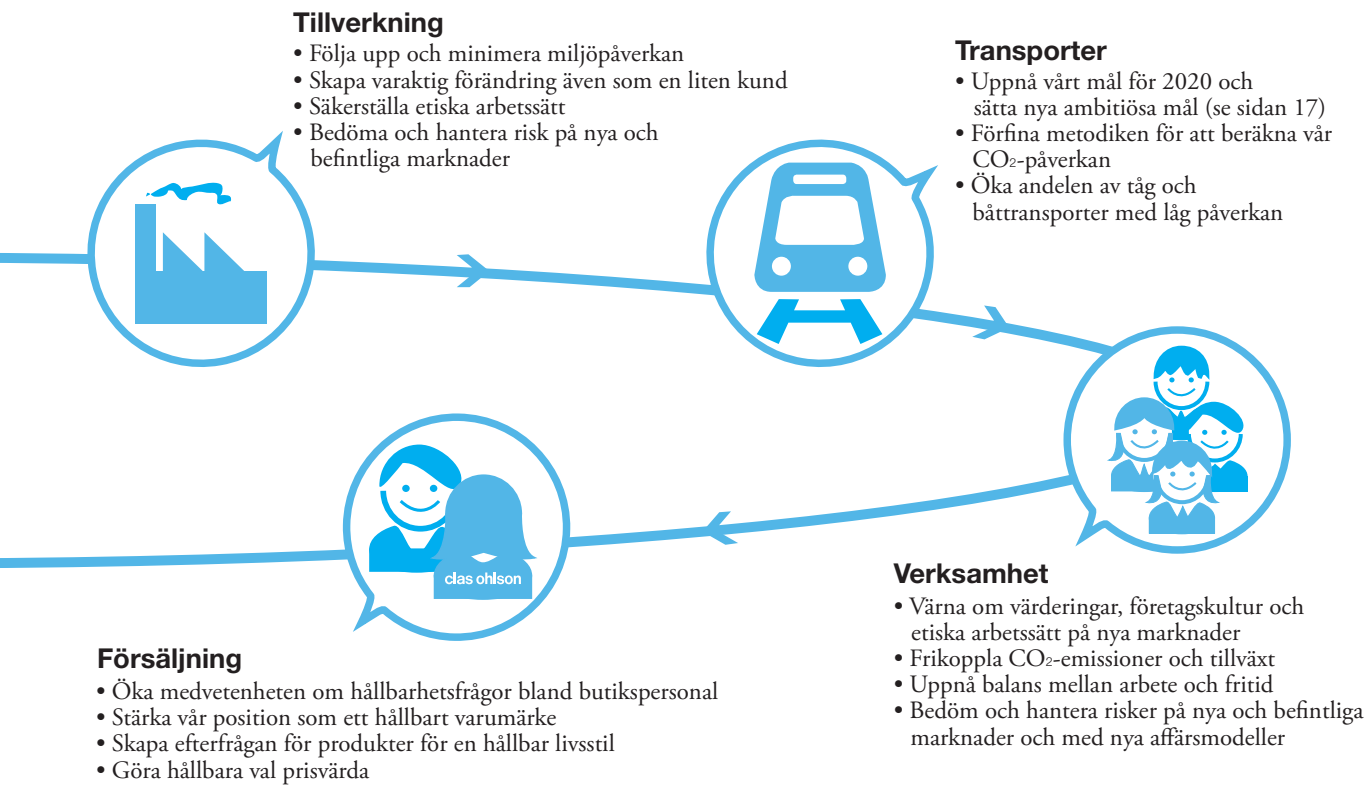 Tillverkning
• Följa upp och minimera miljöpåverkan
• Skapa varaktig förändring även som en liten kund
• Säkerställa etiska arbetssätt
• Bedöma och hantera risk på nya och
befintliga marknader
Transporter
• Uppnå vårt mål för 2020 och
sätta nya ambitiösa mål (se sidan 17)
• Förfina metodiken för att beräkna vår
CO₂-påverkan
• Öka andelen av tåg och
båttransporter med låg påverkan
Verksamhet
• Värna om värderingar, företagskultur och
etiska arbetssätt på nya marknader
• Frikoppla CO₂-emissioner och tillväxt
• Uppnå balans mellan arbete och fritid
• Bedöm och hantera risker på nya och befintliga
marknader och med nya affärsmodeller
clas ohlson
Försäljning
• Öka medvetenheten om hållbarhetsfrågor bland butikspersonal
• Stärka vår position som ett hållbart varumärke
• Skapa efterfrågan för produkter för en hållbar livsstil
• Göra hållbara val prisvärda